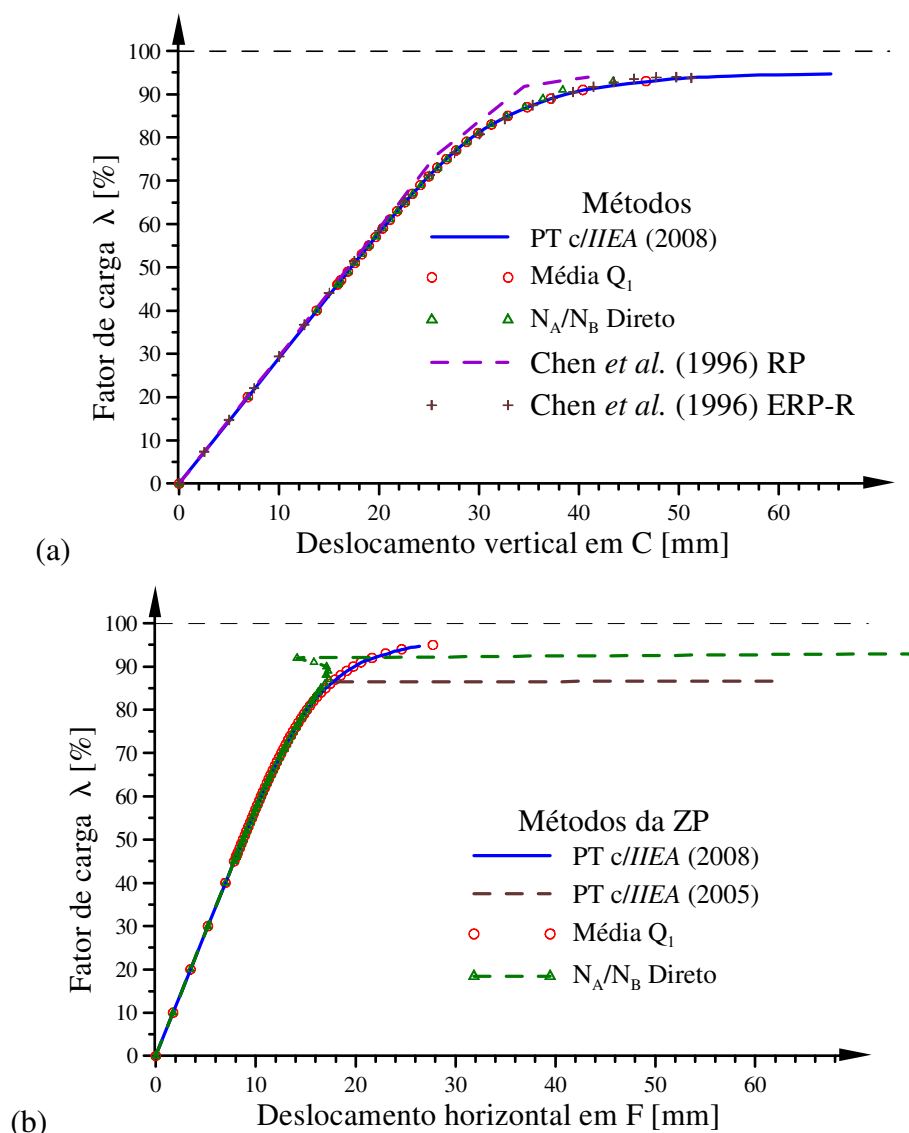 100
90
80
70
60
50
40
30
20
10
0
Fator de carga λ [%]
Métodos
PT c/IIEA (2008)
Média Q₁
N_A/N_B Direto
Chen et al. (1996) RP
Chen et al. (1996) ERP-R
0 10 20 30 40 50 60
Deslocamento vertical em C [mm]
(a)
100
90
80
70
60
50
40
30
20
10
0
Fator de carga λ [%]
Métodos da ZP
PT c/IIEA (2008)
PT c/IIEA (2005)
Média Q₁
N_A/N_B Direto
0 10 20 30 40 50 60
Deslocamento horizontal em F [mm]
(b)